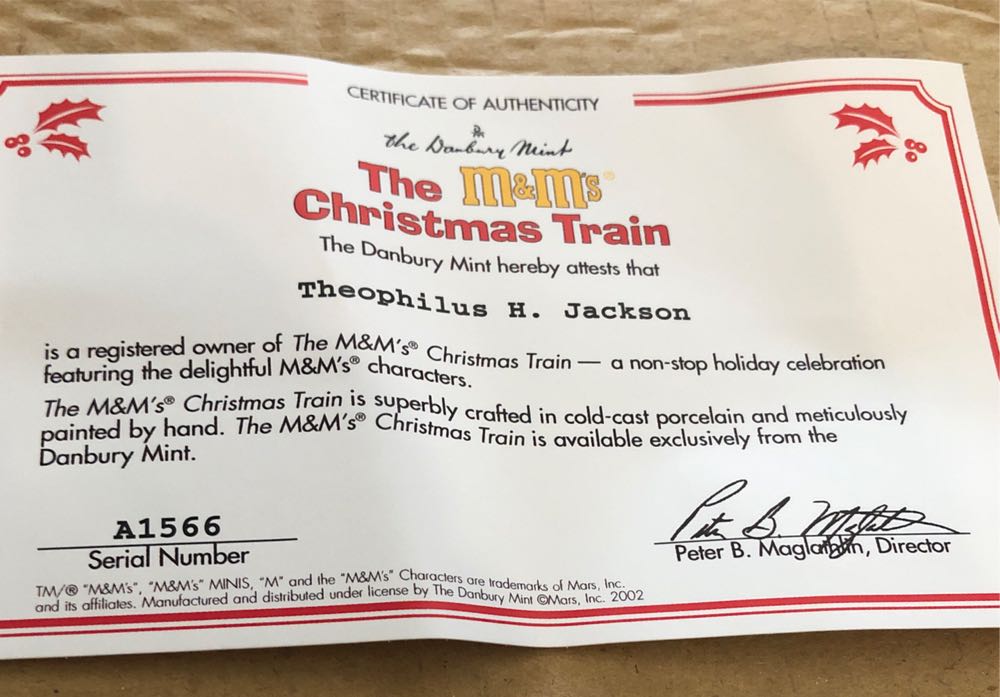 CERTIFICATE OF AUTHENTICITY
The Danbury Mint
The M&M's®
Christmas Train
The Danbury Mint hereby attests that
Theophilus H. Jackson
is a registered owner of The M&M's® Christmas Train — a non-stop holiday celebration
featuring the delightful M&M's® characters.
The M&M's® Christmas Train is superbly crafted in cold-cast porcelain and meticulously
painted by hand. The M&M's® Christmas Train is available exclusively from the
Danbury Mint.
A1566
Serial Number
Peter B. Maglathlin, Director
TM/® "M&M's", "M&M's" MINIS, "M" and the "M&M's" Characters are trademarks of Mars, Inc.
and its affiliates. Manufactured and distributed under license by The Danbury Mint ©Mars, Inc. 2002